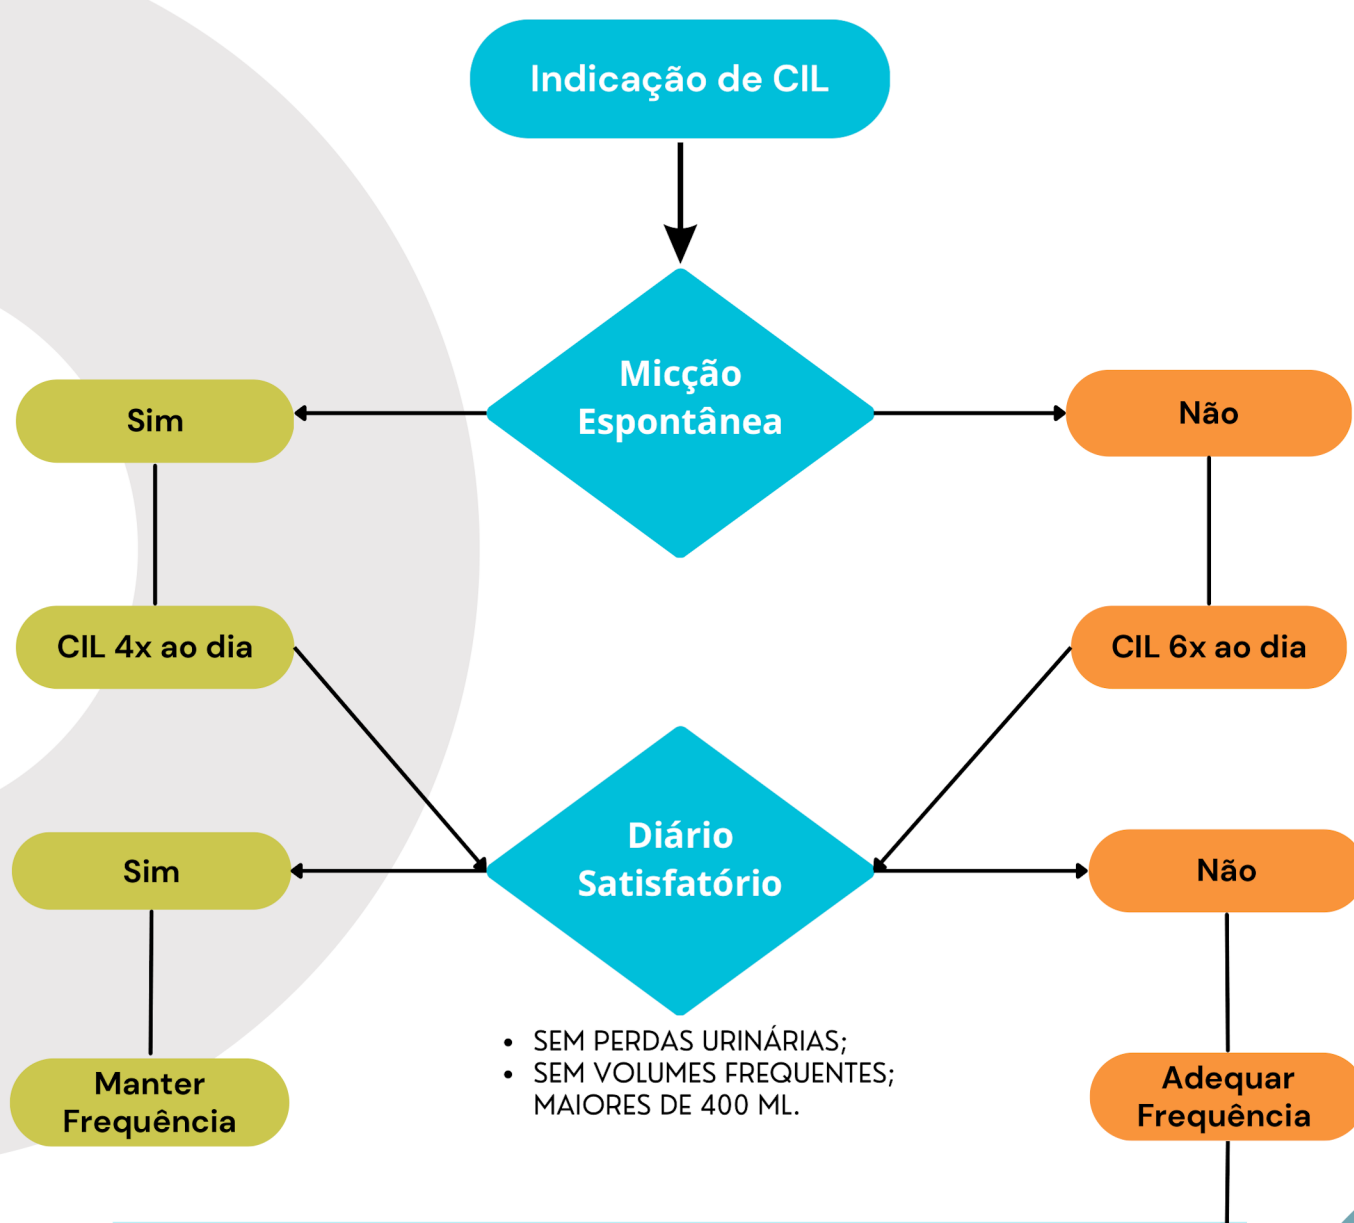 Indicação de CIL
Micção
Espontânea
Sim
Não
CIL 4x ao dia
CIL 6x ao dia
Diário
Satisfatório
Sim
Não
SEM PERDAS URINÁRIAS;
SEM VOLUMES FREQUENTES;
MAIORES DE 400 ML.
Manter
Frequência
Adequar
Frequência